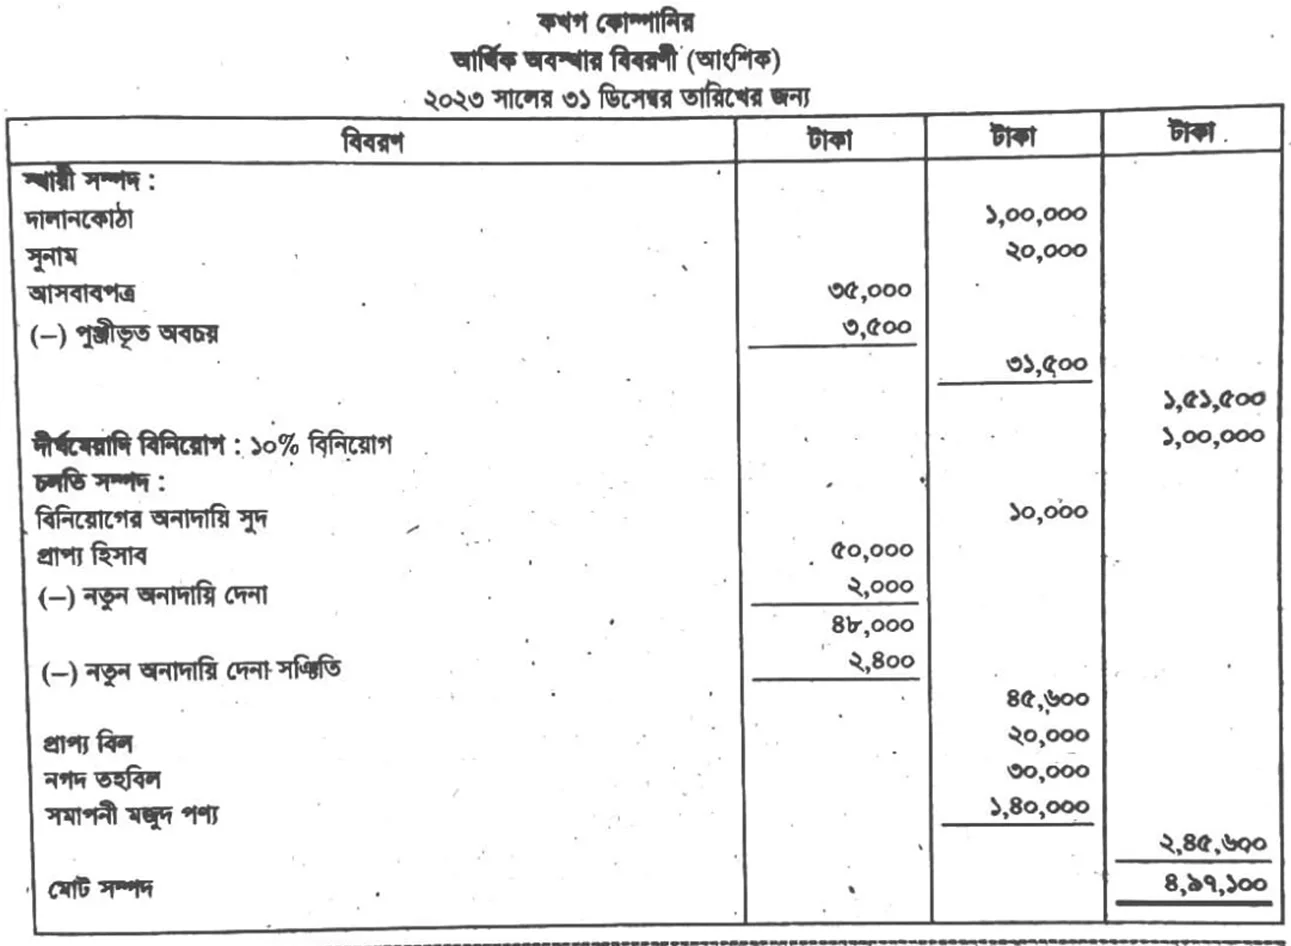 কখগ কোম্পানির
আর্থিক অবস্থার বিবরণী (আংশিক)
২০২৩ সালের ৩১ ডিসেম্বর তারিখের জন্য
বিবরণ টাকা টাকা টাকা
স্থায়ী সম্পদ :
দালানকোঠা ১,০০,০০০
সুনাম ২০,০০০
আসবাবপত্র ৩৫,০০০
(–) পুঞ্জীভূত অবচয় ৩,৫০০
৩১,৫০০
১,৫১,৫০০
দীর্ঘমেয়াদি বিনিয়োগ : ১০% বিনিয়োগ ১,০০,০০০
চলতি সম্পদ :
বিনিয়োগের অনাদায়ি সুদ ১০,০০০
প্রাপ্য হিসাব ৫০,০০০
(–) নতুন অনাদায়ি দেনা ২,০০০
৪৮,০০০
(–) নতুন অনাদায়ি দেনা সঞ্চিতি ২,৪০০
৪৫,৬০০
প্রাপ্য বিল ২০,০০০
নগদ তহবিল ৩০,০০০
সমাপনী মজুদ পণ্য ১,৪০,০০০
২,৪৫,৬০০
মোট সম্পদ ৪,৯৭,১০০